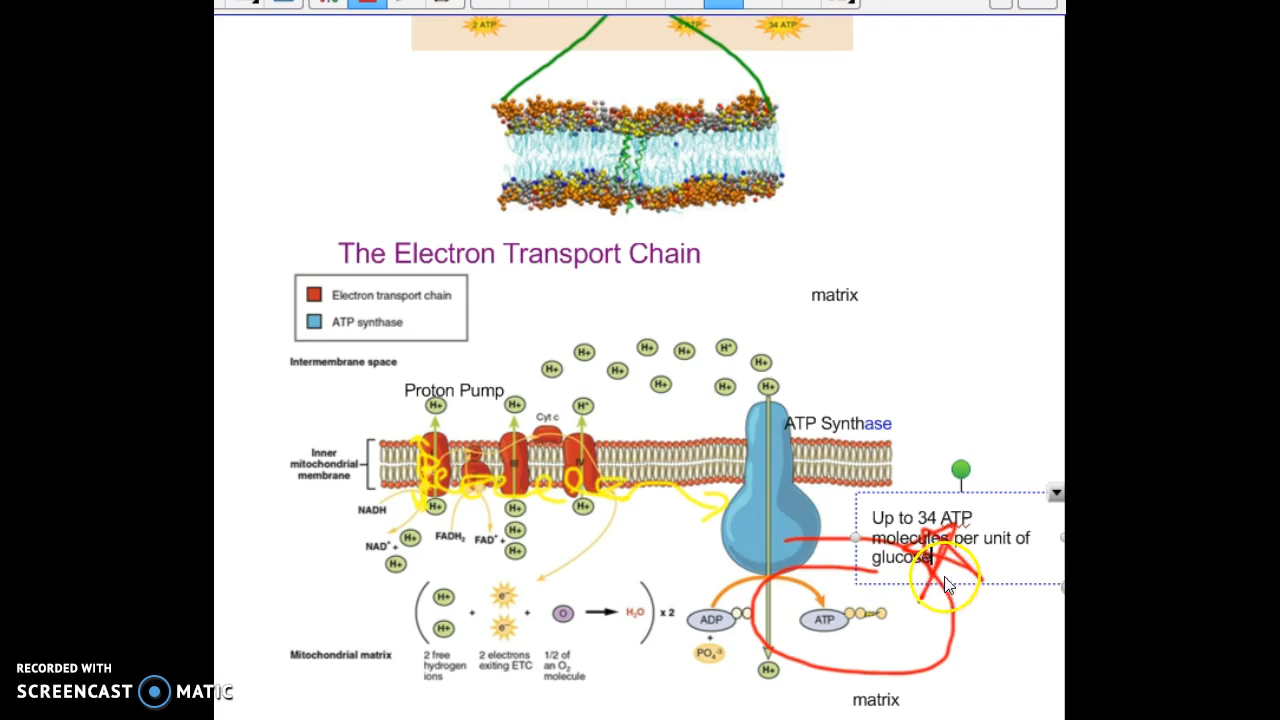 2 ATP
2 ATP
34 ATP
The Electron Transport Chain
Electron transport chain
ATP synthase
matrix
Intermembrane space
H+
H+
H+
H+
H+
H+
H+
H+
H+
H+
Proton Pump
H+
H+
H+
Cyt c
ATP Synthase
Inner
mitochondrial
membrane
III
H+
H+
H+
NADH
H+
NAD+ +
H+
FADH2
FAD+ +
H+
H+
Up to 34 ATP
molecules per unit of
glucose
H+
H+
+
e-
e-
+
O
H2O
x 2
ADP
+
PO4-3
ATP
H+
Mitochondrial matrix
2 free
hydrogen
ions
2 electrons
exiting ETC
1/2 of
an O2
molecule
matrix
RECORDED WITH
SCREENCAST MATIC